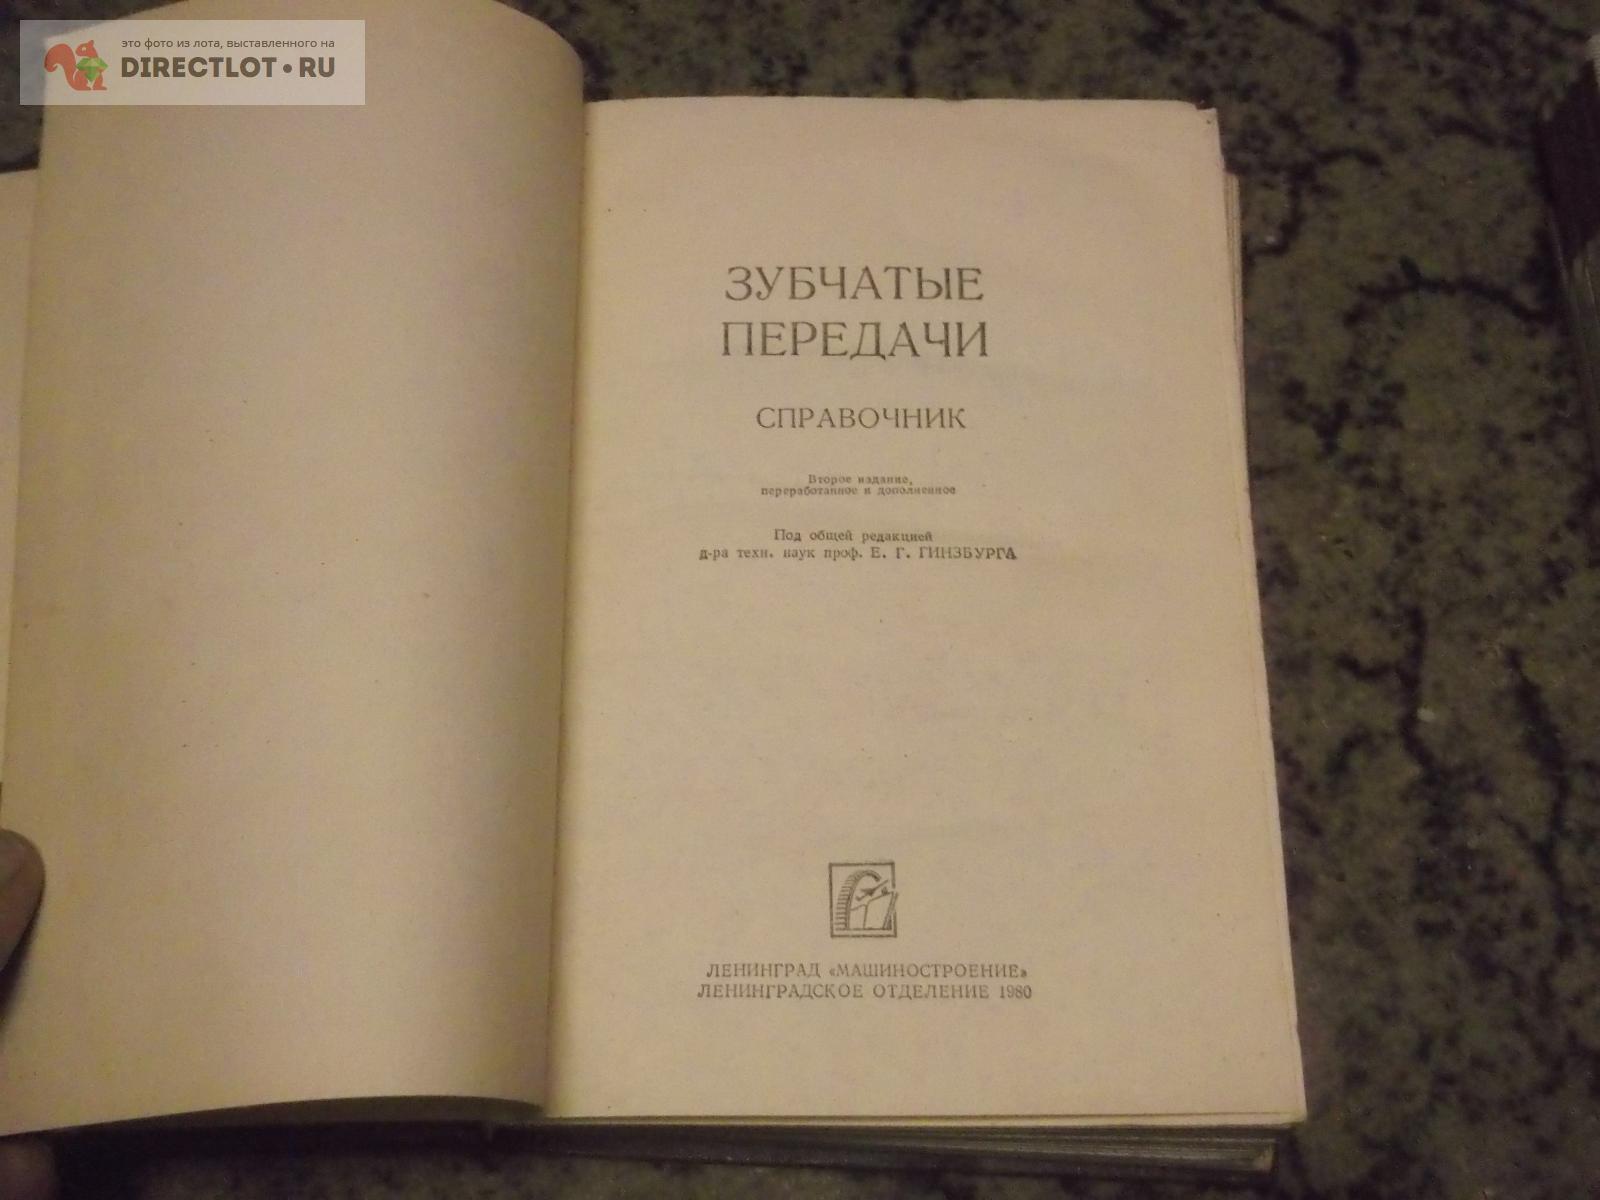 это фото из лота, выставленного на
DIRECTLOT•RU
ЗУБЧАТЫЕ
ПЕРЕДАЧИ
СПРАВОЧНИК
Второе издание,
переработанное и дополненное
Под общей редакцией
д-ра техн. наук проф. Е. Г. ГИНЗБУРГА
ЛЕНИНГРАД «МАШИНОСТРОЕНИЕ»
ЛЕНИНГРАДСКОЕ ОТДЕЛЕНИЕ 1980